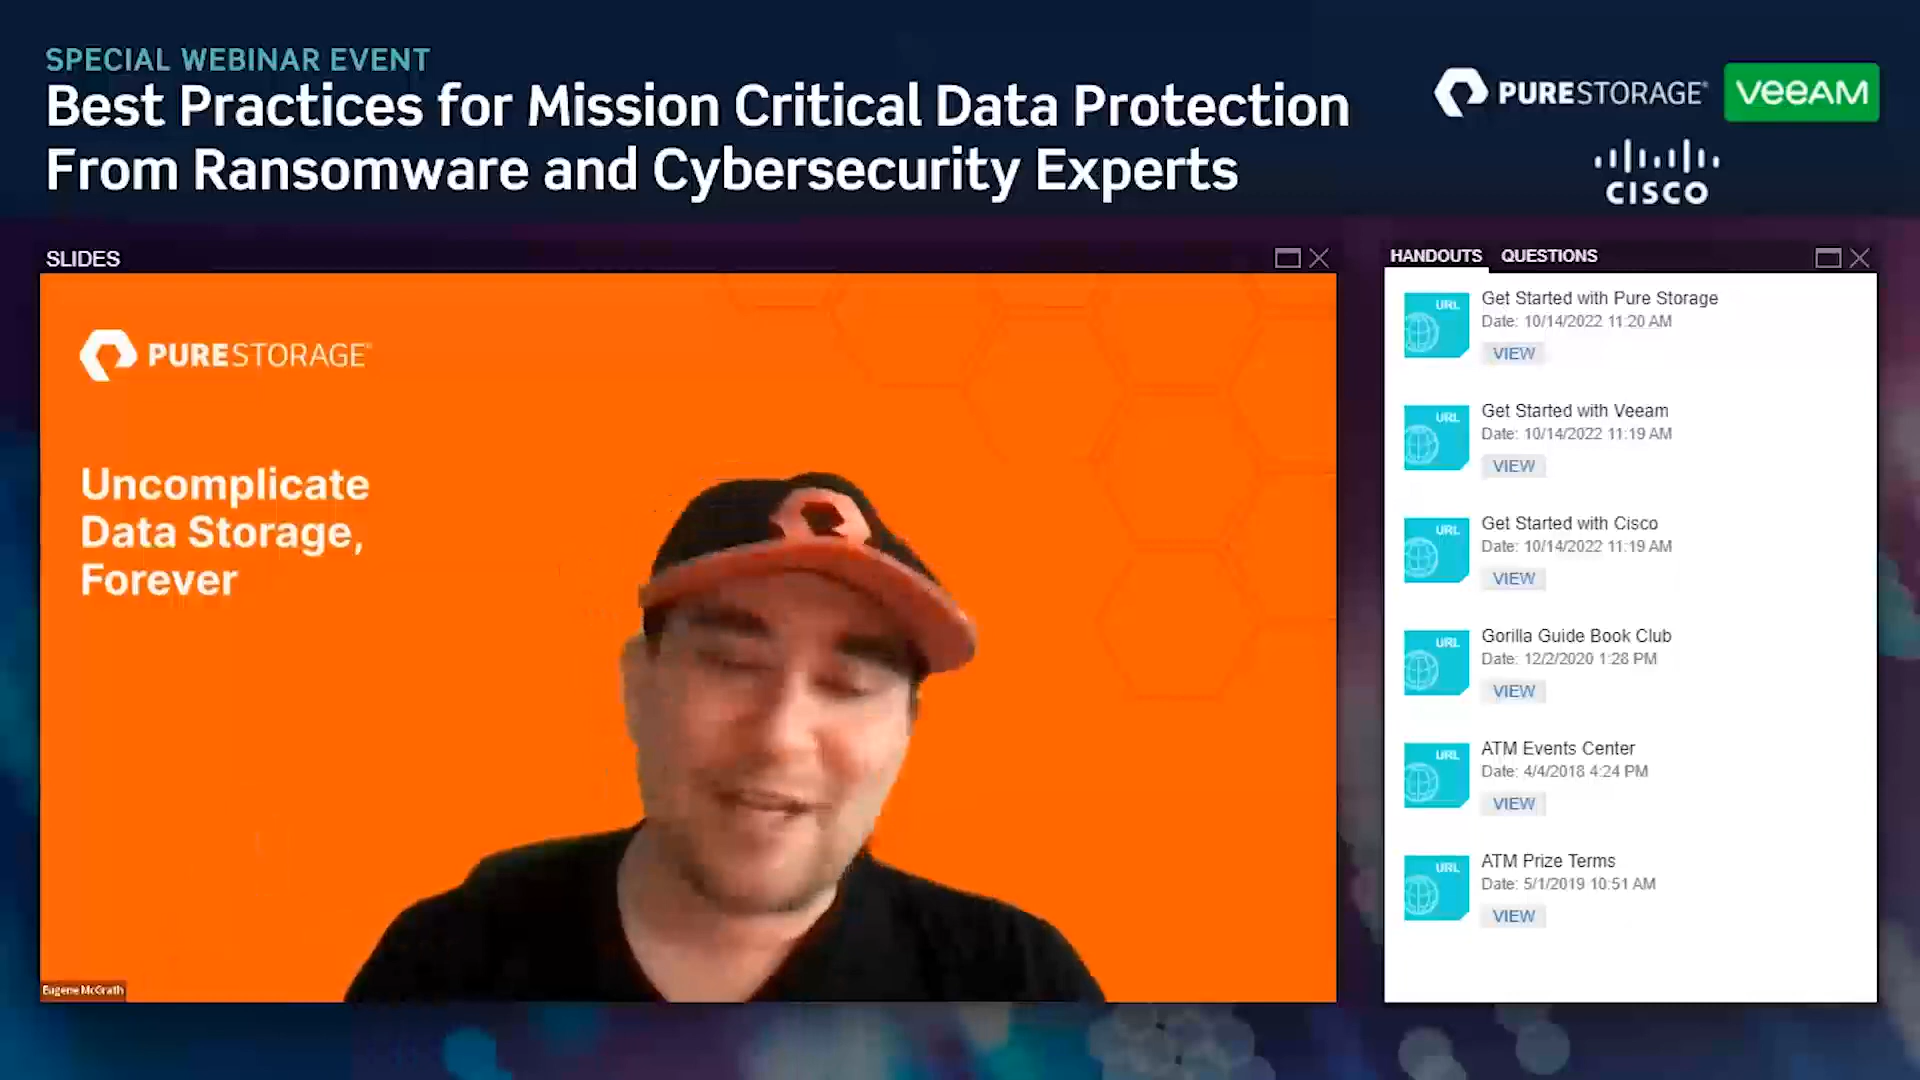 SPECIAL WEBINAR EVENT
Best Practices for Mission Critical Data Protection
From Ransomware and Cybersecurity Experts
PURESTORAGE
VEEAM
CISCO
SLIDES
PURESTORAGE
Uncomplicate
Data Storage,
Forever
Eugene McGrath
HANDOUTS QUESTIONS
URL
Get Started with Pure Storage
Date: 10/14/2022 11:20 AM
VIEW
URL
Get Started with Veeam
Date: 10/14/2022 11:19 AM
VIEW
URL
Get Started with Cisco
Date: 10/14/2022 11:19 AM
VIEW
URL
Gorilla Guide Book Club
Date: 12/2/2020 1:28 PM
VIEW
URL
ATM Events Center
Date: 4/4/2018 4:24 PM
VIEW
URL
ATM Prize Terms
Date: 5/1/2019 10:51 AM
VIEW